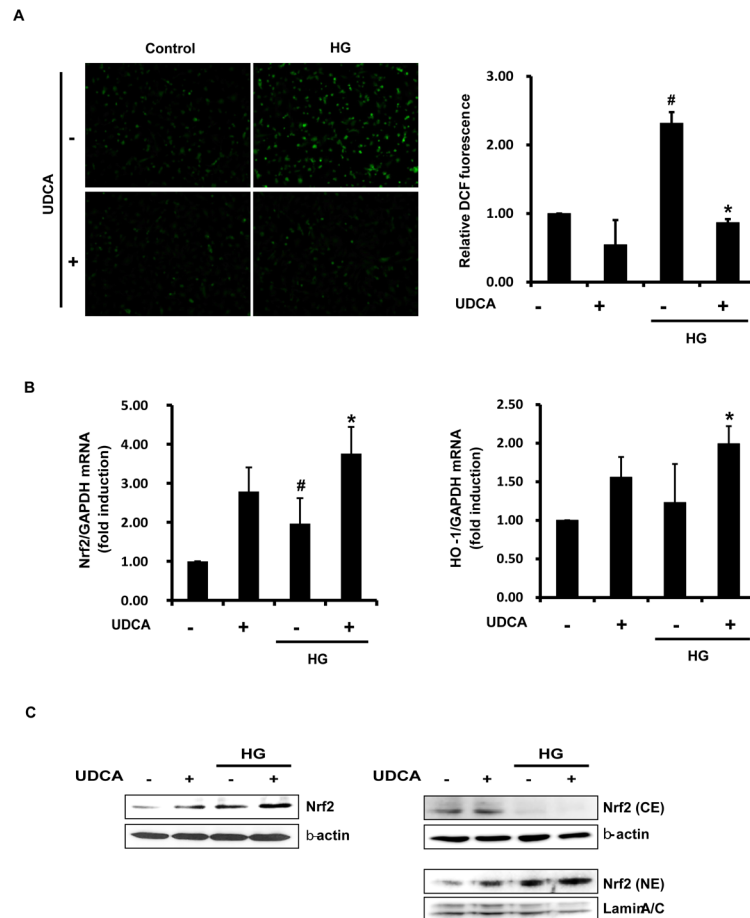 A
Control HG
UDCA
-
+
Relative DCF fluorescence
3.00
2.00
1.00
0.00
#
*
UDCA - + - +
HG
B
Nrf2/GAPDH mRNA
(fold induction)
5.00
4.00
3.00
2.00
1.00
0.00
#
*
UDCA - + - +
HG
HO-1/GAPDH mRNA
(fold induction)
2.50
2.00
1.50
1.00
0.50
0.00
*
UDCA - + - +
HG
C
HG
UDCA - + - +
Nrf2
b-actin
HG
UDCA - + - +
Nrf2 (CE)
b-actin
Nrf2 (NE)
LaminA/C